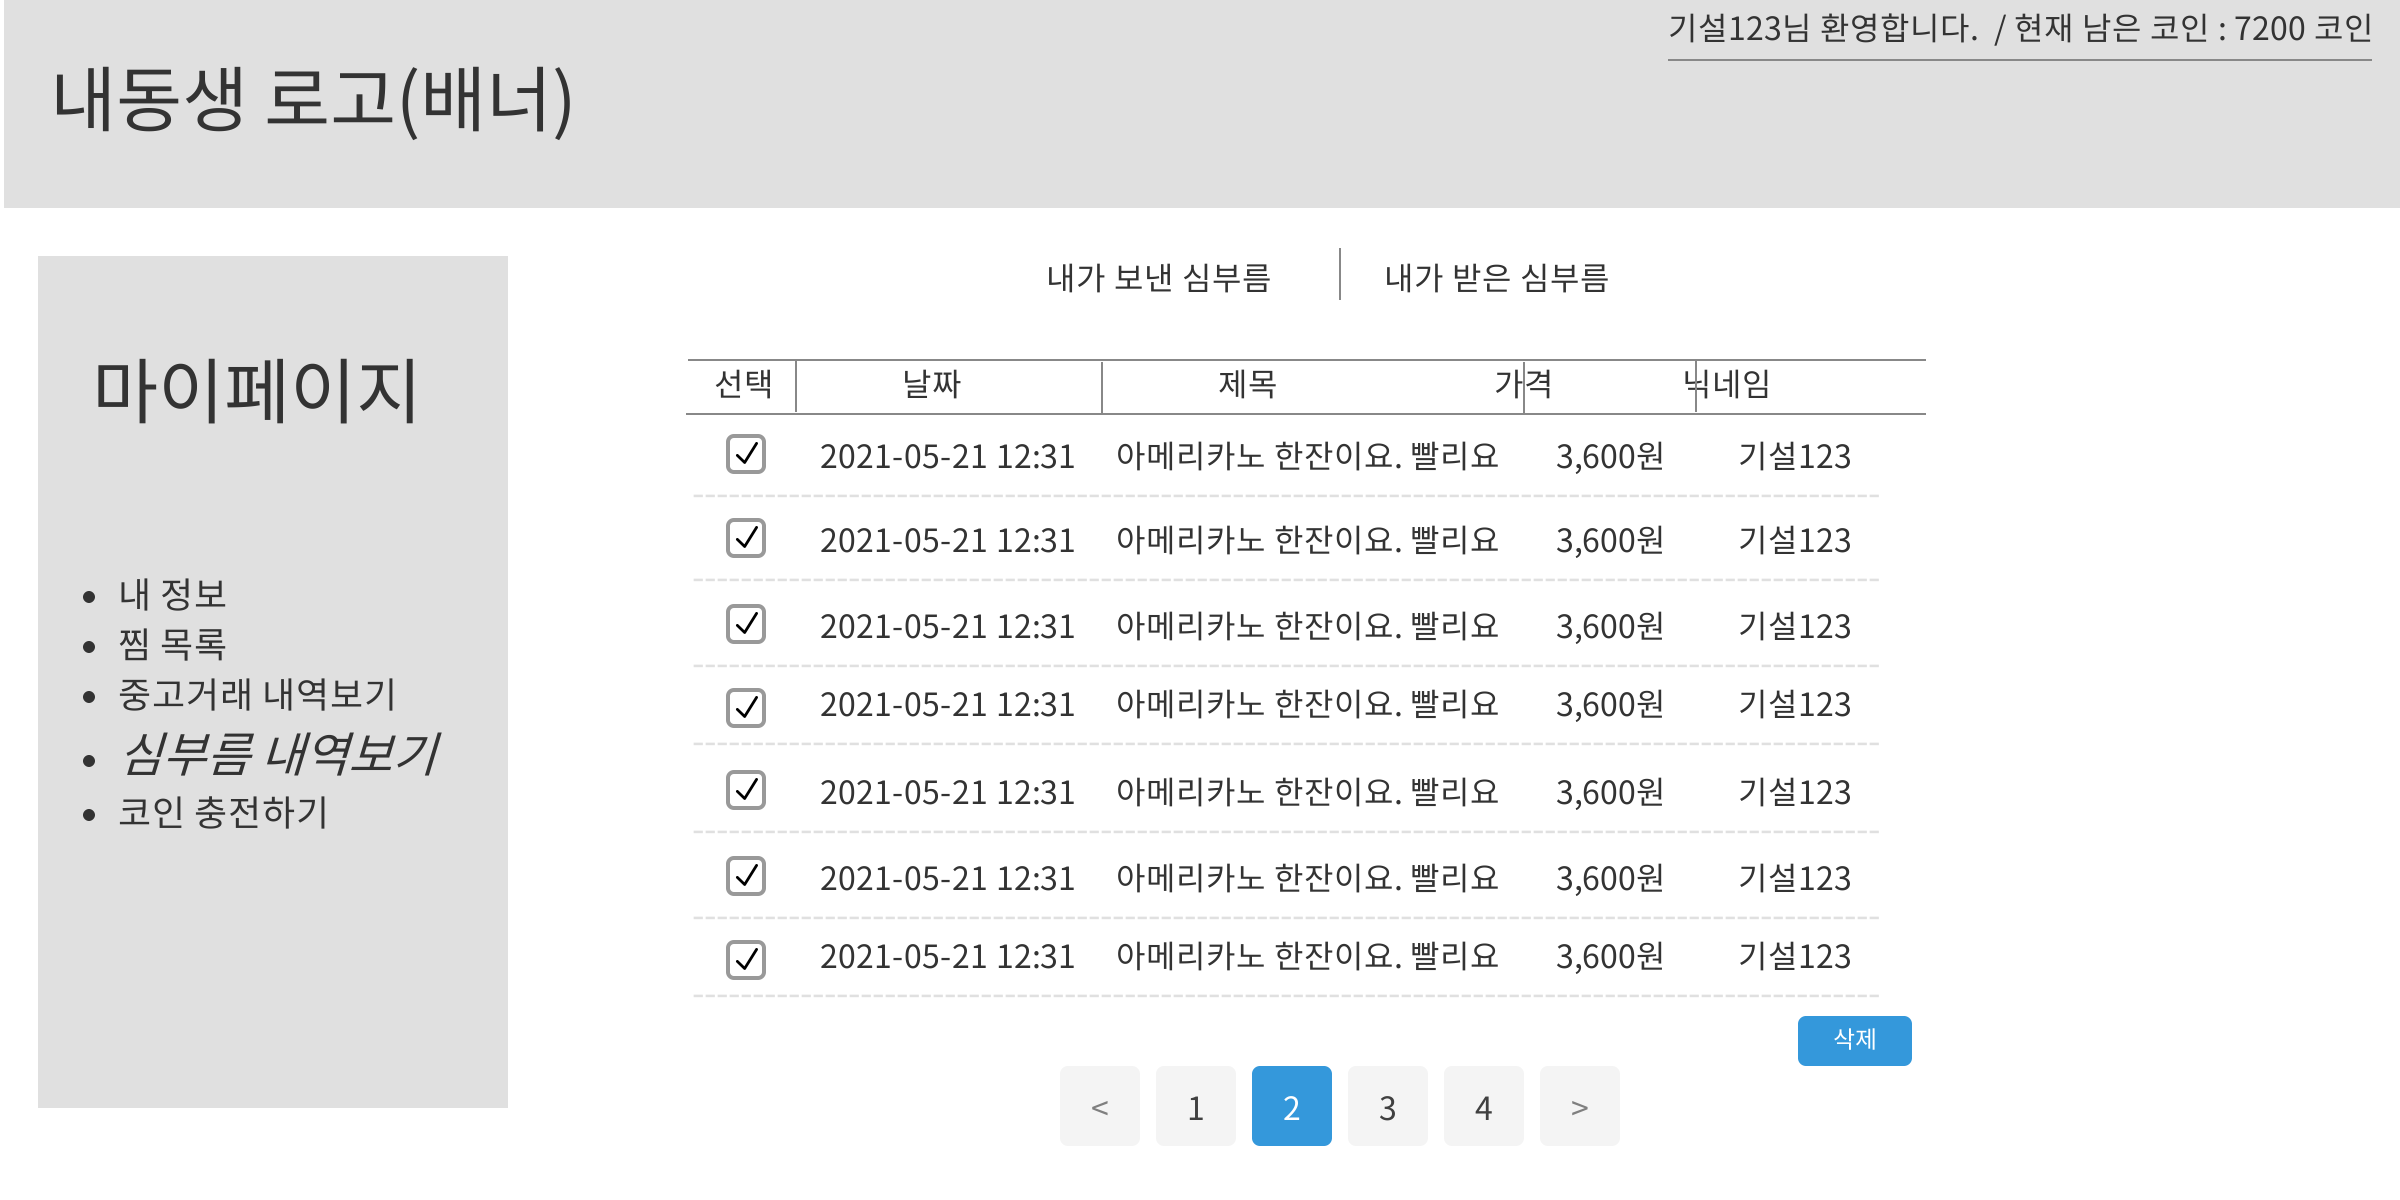 기설123님 환영합니다. / 현재 남은 코인 : 7200 코인
내동생 로고(배너)
마이페이지
• 내 정보
• 찜 목록
• 중고거래 내역보기
• 심부름 내역보기
• 코인 충전하기
내가 보낸 심부름 내가 받은 심부름
선택 날짜 제목 가격 닉네임
2021-05-21 12:31 아메리카노 한잔이요. 빨리요 3,600원 기설123
2021-05-21 12:31 아메리카노 한잔이요. 빨리요 3,600원 기설123
2021-05-21 12:31 아메리카노 한잔이요. 빨리요 3,600원 기설123
2021-05-21 12:31 아메리카노 한잔이요. 빨리요 3,600원 기설123
2021-05-21 12:31 아메리카노 한잔이요. 빨리요 3,600원 기설123
2021-05-21 12:31 아메리카노 한잔이요. 빨리요 3,600원 기설123
2021-05-21 12:31 아메리카노 한잔이요. 빨리요 3,600원 기설123
삭제
< 1 2 3 4 >